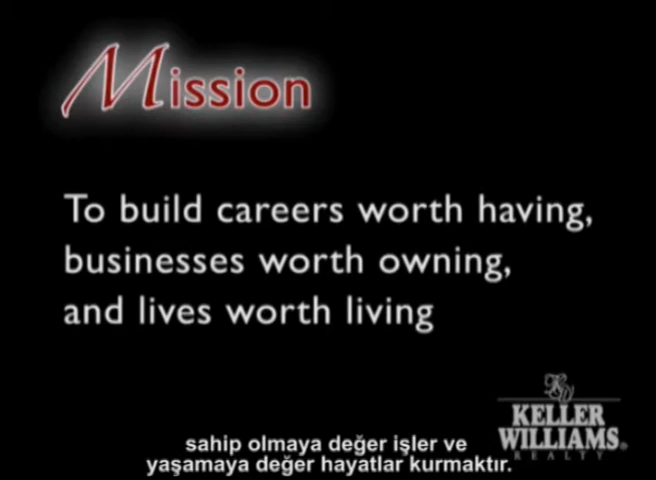 Mission
To build careers worth having,
businesses worth owning,
and lives worth living
KW
KELLER
WILLIAMS®
REALTY
sahip olmaya değer işler ve
yaşamaya değer hayatlar kurmaktır.